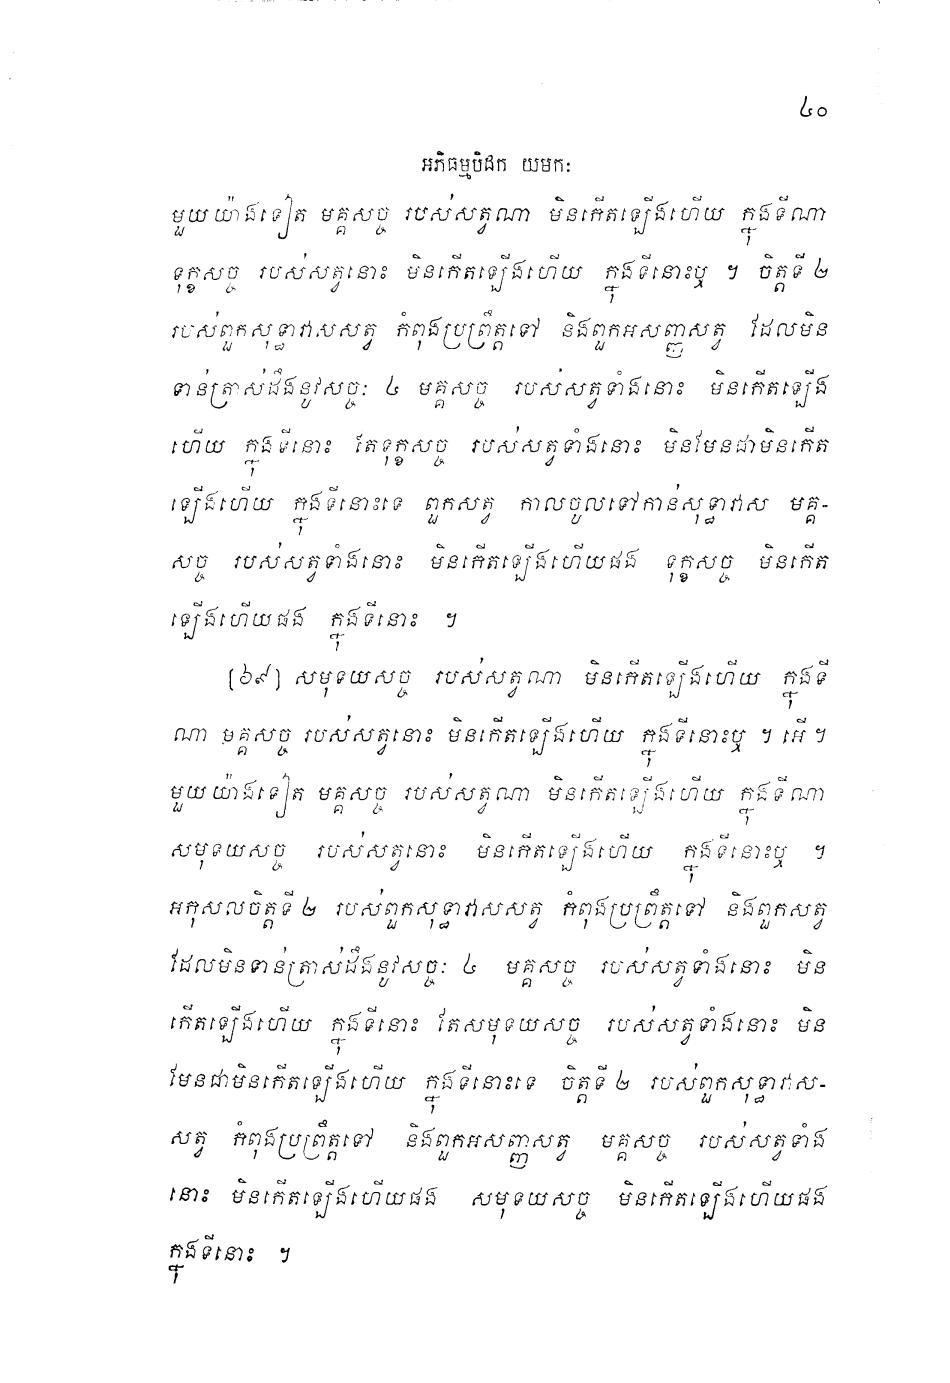 ៤០
អភិធម្មបិដក យមកៈ
មួយយ៉ាងទៀត មគ្គសច្ច របស់សត្វណា មិនកើតឡើងហើយ ក្នុងទីណា
ទុក្ខសច្ច របស់សត្វនោះ មិនកើតឡើងហើយ ក្នុងទីនោះឬ ។ ចិត្តទី ២
របស់ពួកសុទ្ធាវាសសត្វ កំពុងប្រព្រឹត្តទៅ និងពួកអសញ្ញសត្វ ដែលមិន
ទាន់ត្រាស់ដឹងនូវសច្ចៈ ៤ មគ្គសច្ច របស់សត្វទាំងនោះ មិនកើតឡើង
ហើយ ក្នុងទីនោះ តែទុក្ខសច្ច របស់សត្វទាំងនោះ មិនមែនជាមិនកើត
ឡើងហើយ ក្នុងទីនោះទេ ពួកសត្វ កាលចូលទៅកាន់សុទ្ធាវាស មគ្គ-
សច្ច របស់សត្វទាំងនោះ មិនកើតឡើងហើយផង ទុក្ខសច្ច មិនកើត
ឡើងហើយផង ក្នុងទីនោះ ។
[៦៩] សមុទយសច្ច របស់សត្វណា មិនកើតឡើងហើយ ក្នុងទី
ណា មគ្គសច្ច របស់សត្វនោះ មិនកើតឡើងហើយ ក្នុងទីនោះឬ ។ អើ ។
មួយយ៉ាងទៀត មគ្គសច្ច របស់សត្វណា មិនកើតឡើងហើយ ក្នុងទីណា
សមុទយសច្ច របស់សត្វនោះ មិនកើតឡើងហើយ ក្នុងទីនោះឬ ។
អកុសលចិត្តទី ២ របស់ពួកសុទ្ធាវាសសត្វ កំពុងប្រព្រឹត្តទៅ និងពួកសត្វ
ដែលមិនទាន់ត្រាស់ដឹងនូវសច្ចៈ ៤ មគ្គសច្ច របស់សត្វទាំងនោះ មិន
កើតឡើងហើយ ក្នុងទីនោះ តែសមុទយសច្ច របស់សត្វទាំងនោះ មិន
មែនជាមិនកើតឡើងហើយ ក្នុងទីនោះទេ ចិត្តទី ២ របស់ពួកសុទ្ធាវាស-
សត្វ កំពុងប្រព្រឹត្តទៅ និងពួកអសញ្ញសត្វ មគ្គសច្ច របស់សត្វទាំង
នោះ មិនកើតឡើងហើយផង សមុទយសច្ច មិនកើតឡើងហើយផង
ក្នុងទីនោះ ។